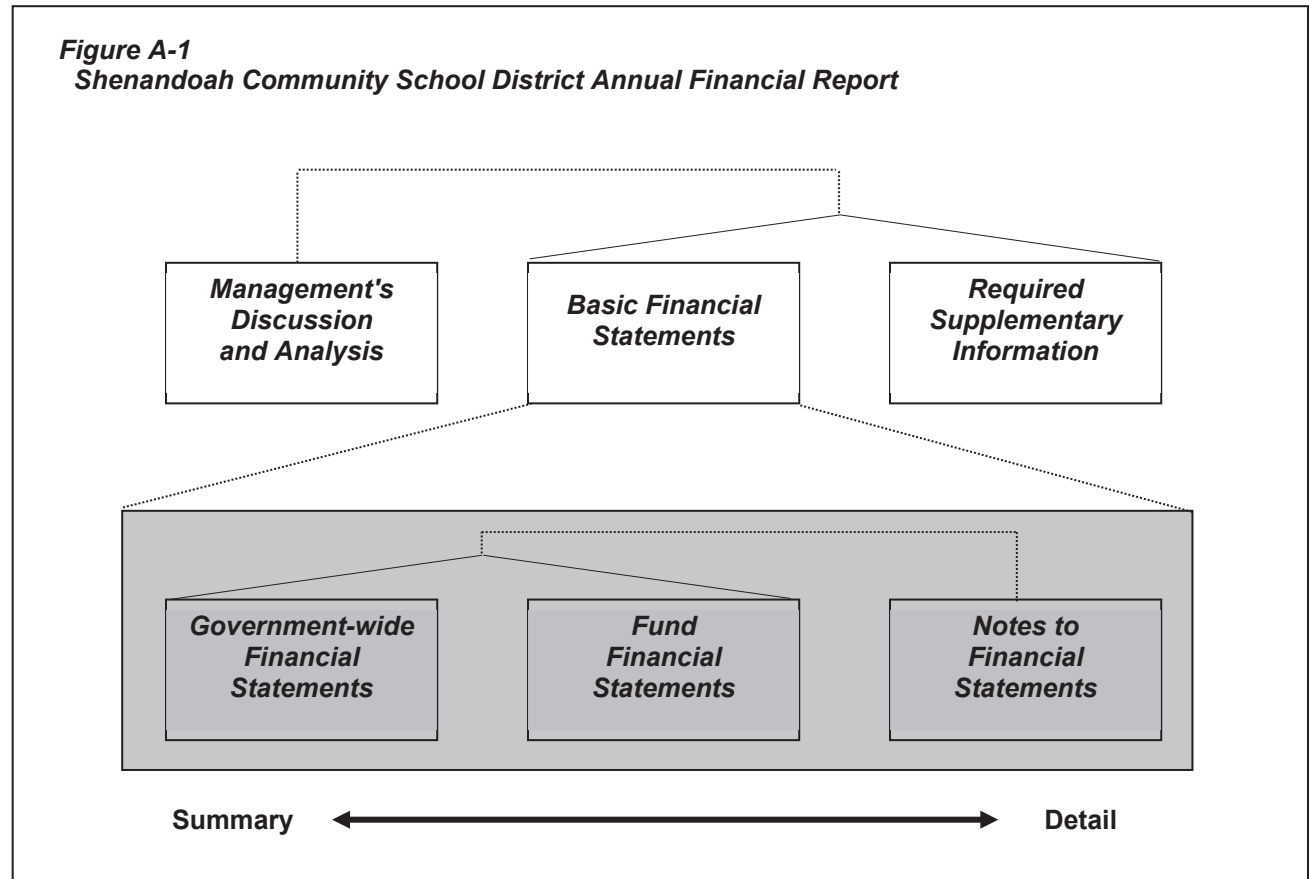 Figure A-1
Shenandoah Community School District Annual Financial Report
Management's
Discussion
and Analysis
Basic Financial
Statements
Required
Supplementary
Information
Government-wide
Financial
Statements
Fund
Financial
Statements
Notes to
Financial
Statements
Summary
Detail